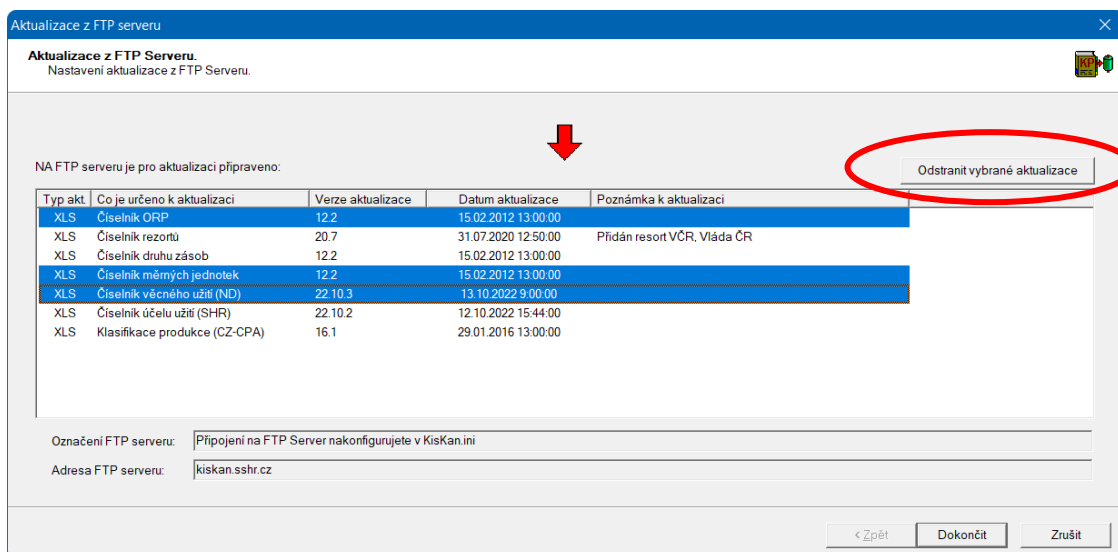 Aktualizace z FTP serveru
Aktualizace z FTP Serveru.
Nastavení aktualizace z FTP Serveru.
NA FTP serveru je pro aktualizaci připraveno:
Odstranit vybrané aktualizace
Typ akt. Co je určeno k aktualizaci Verze aktualizace Datum aktualizace Poznámka k aktualizaci
XLS Číselník ORP 12.2 15.02.2012 13:00:00
XLS Číselník rezortů 20.7 31.07.2020 12:50:00 Přidán resort VČR, Vláda ČR
XLS Číselník druhu zásob 12.2 15.02.2012 13:00:00
XLS Číselník měrných jednotek 12.2 15.02.2012 13:00:00
XLS Číselník věcného užití (ND) 22.10.3 13.10.2022 9:00:00
XLS Číselník účelu užití (SHR) 22.10.2 12.10.2022 15:44:00
XLS Klasifikace produkce (CZ-CPA) 16.1 29.01.2016 13:00:00
Označení FTP serveru: Připojení na FTP Server nakonfigurujete v KisKan.ini
Adresa FTP serveru: kiskan.sshr.cz
< Zpět Dokončit Zrušit